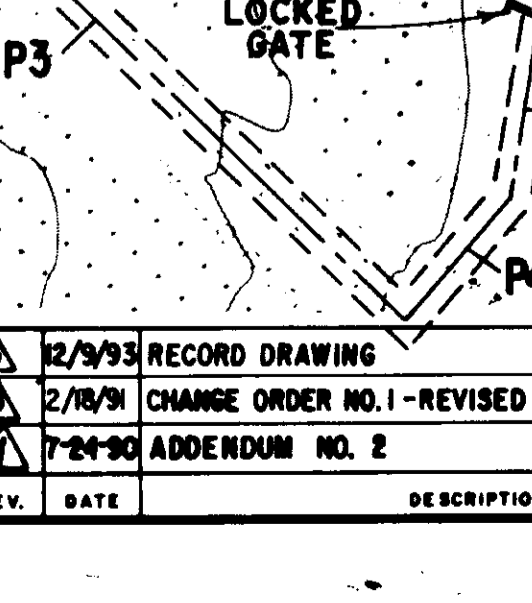 LOCKED
GATE
P3
12/9/93 RECORD DRAWING
2/18/91 CHANGE ORDER NO. 1 - REVISED
7-24-90 ADDENDUM NO. 2
DATE